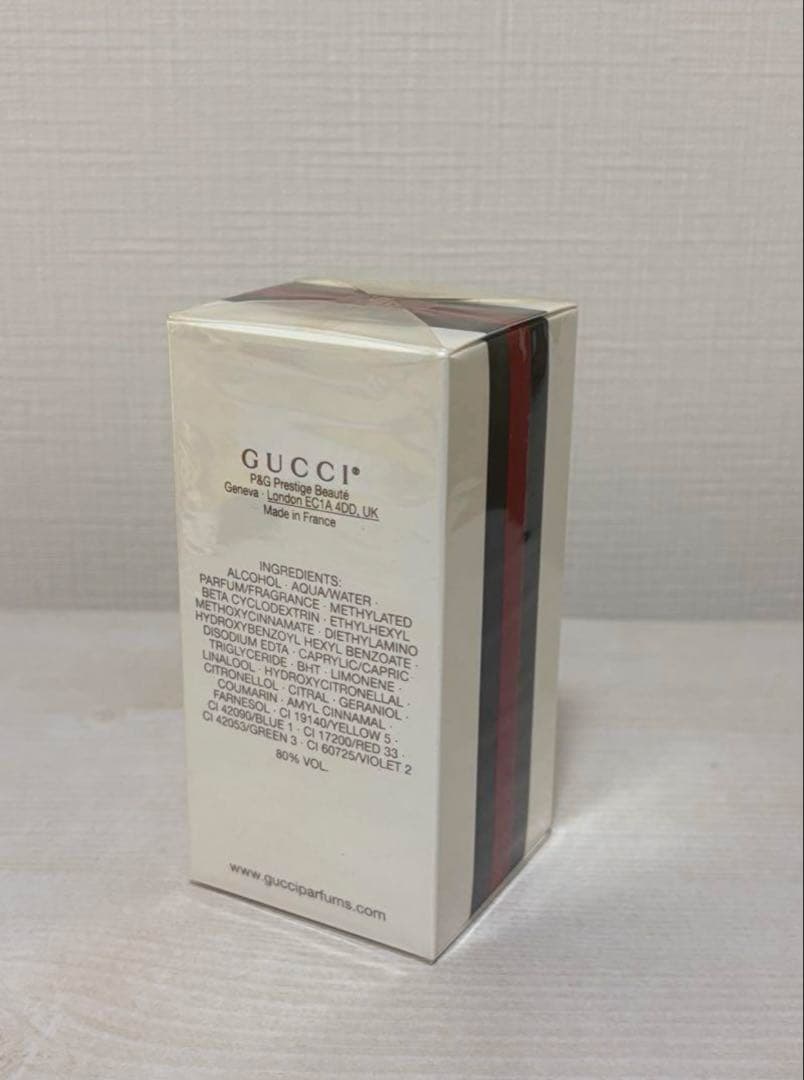 GUCCI®
P&G Prestige Beauté
Geneva · London EC1A 4DD, UK
Made in France
INGREDIENTS:
ALCOHOL · AQUA/WATER ·
PARFUM/FRAGRANCE · METHYLATED
BETA CYCLODEXTRIN · ETHYLHEXYL
METHOXYCINNAMATE · DIETHYLAMINO
HYDROXYBENZOYL HEXYL BENZOATE ·
DISODIUM EDTA · CAPRYLIC/CAPRIC
TRIGLYCERIDE · BHT · LIMONENE ·
LINALOOL · HYDROXYCITRONELLAL ·
CITRONELLOL · CITRAL · GERANIOL ·
COUMARIN · AMYL CINNAMAL ·
FARNESOL · CI 19140/YELLOW 5 ·
CI 42090/BLUE 1 · CI 17200/RED 33 ·
CI 42053/GREEN 3 · CI 60725/VIOLET 2
80% VOL.
www.gucciparfums.com